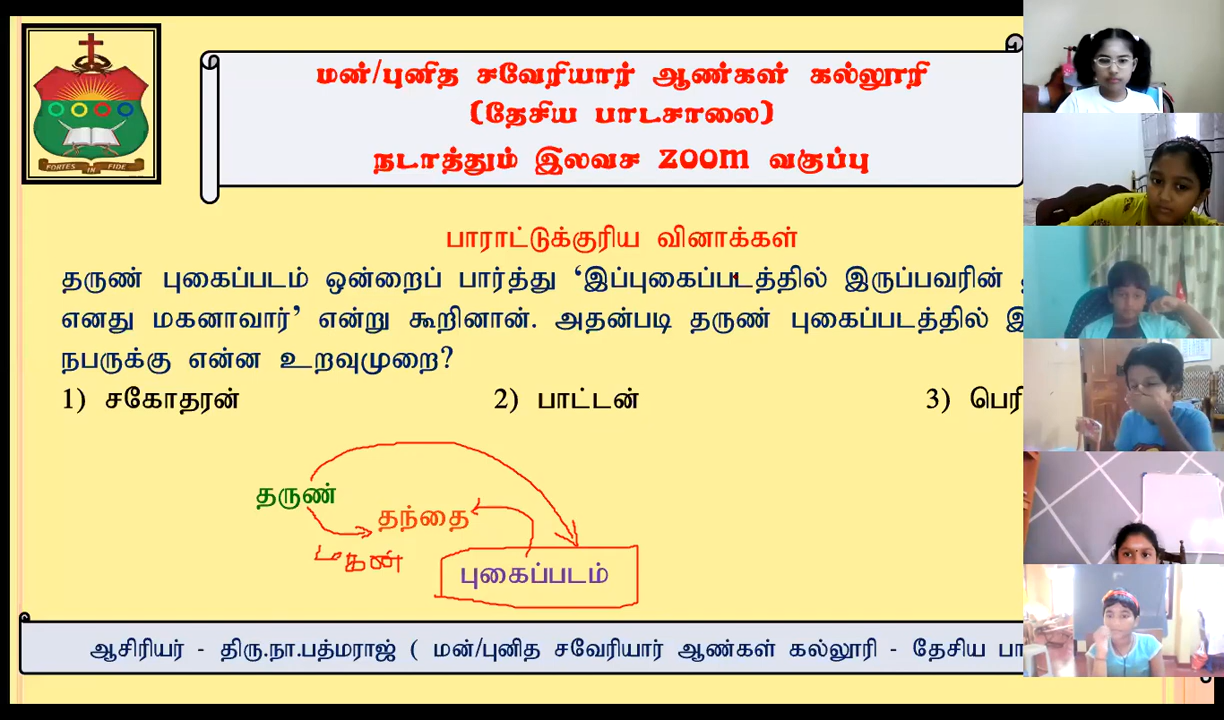 மன்/புனித சவேரியார் ஆண்கள் கல்லூரி
(தேசிய பாடசாலை)
நடாத்தும் இலவச ZOOM வகுப்பு
FORTES IN FIDE
பாராட்டுக்குரிய வினாக்கள்
தருண் புகைப்படம் ஒன்றைப் பார்த்து ‘இப்புகைப்படத்தில் இருப்பவரின்
எனது மகனாவார்’ என்று கூறினான். அதன்படி தருண் புகைப்படத்தில்
நபருக்கு என்ன உறவுமுறை?
1) சகோதரன் 2) பாட்டன் 3)
தருண்
தந்தை
மகன்
புகைப்படம்
ஆசிரியர் - திரு.நா.பத்மராஜ் ( மன்/புனித சவேரியார் ஆண்கள் கல்லூரி - தேசிய